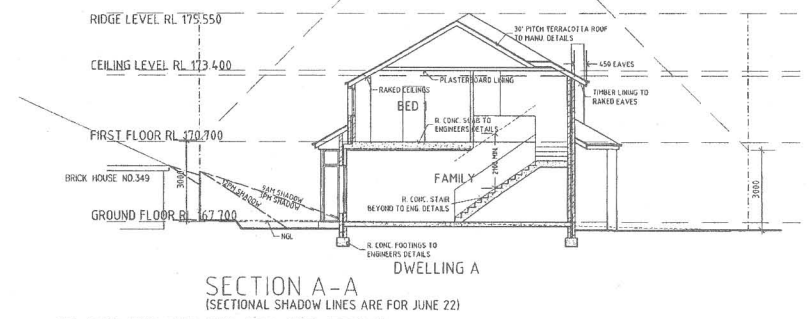 RIDGE LEVEL RL 175.550
30° PITCH TERRACOTTA ROOF
TO MANU. DETAILS
CEILING LEVEL RL 173.400
450 EAVES
PLASTERBOARD LINING
RAKED CEILINGS
TIMBER LINING TO
RAKED EAVES
BED 1
R. CONC. SLAB TO
ENGINEERS DETAILS
FIRST FLOOR RL 170.700
BRICK HOUSE NO.349
3000
FAMILY
3000
9AM SHADOW
3PM SHADOW
12PM SHADOW
R. CONC. STAIR
BEYOND TO ENG. DETAILS
GROUND FLOOR RL 167.700
NGL
R. CONC. FOOTINGS TO
ENGINEERS DETAILS
DWELLING A
SECTION A-A
(SECTIONAL SHADOW LINES ARE FOR JUNE 22)